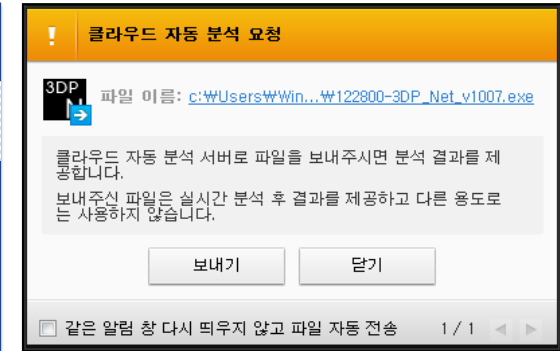 ! 클라우드 자동 분석 요청
3DP
N 파일 이름: c:₩Users₩Win...₩122800-3DP_Net_v1007.exe
클라우드 자동 분석 서버로 파일을 보내주시면 분석 결과를 제
공합니다.
보내주신 파일은 실시간 분석 후 결과를 제공하고 다른 용도로
는 사용하지 않습니다.
보내기 닫기
같은 알림 창 다시 띄우지 않고 파일 자동 전송 1 / 1